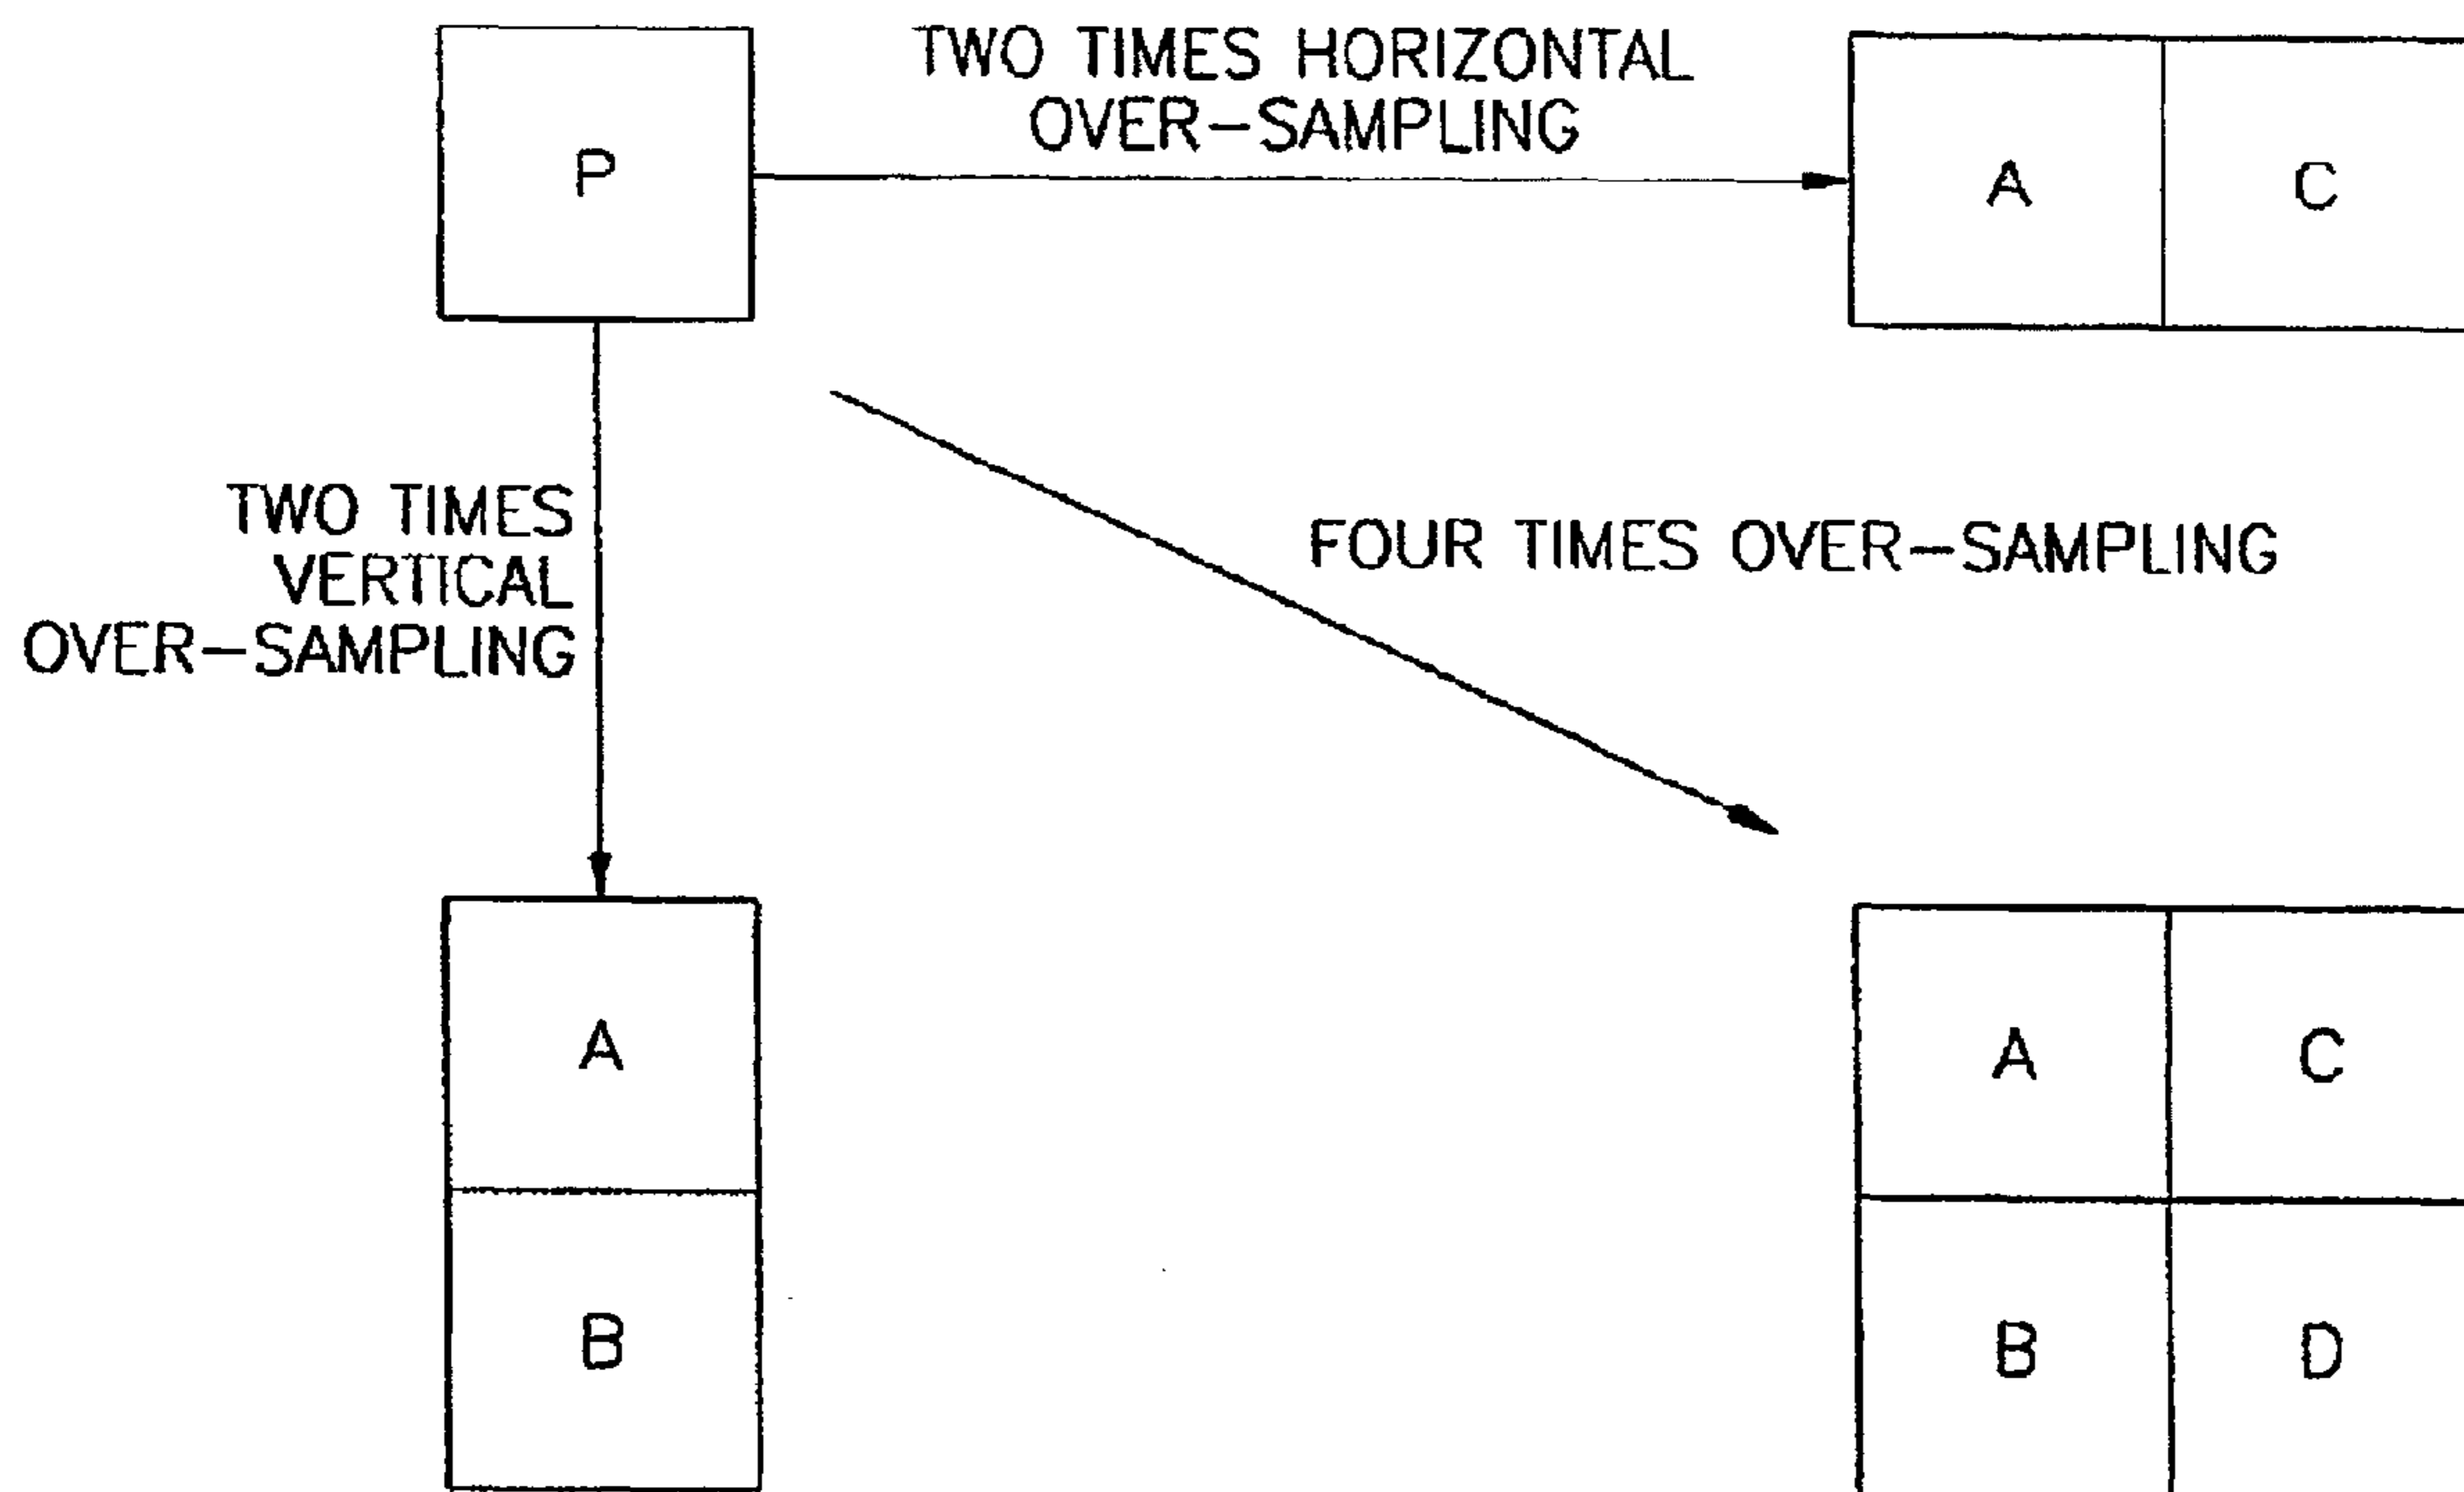 P
TWO TIMES HORIZONTAL
OVER-SAMPLING
A C
TWO TIMES
VERTICAL
OVER-SAMPLING
FOUR TIMES OVER-SAMPLING
A
B
A C
B D